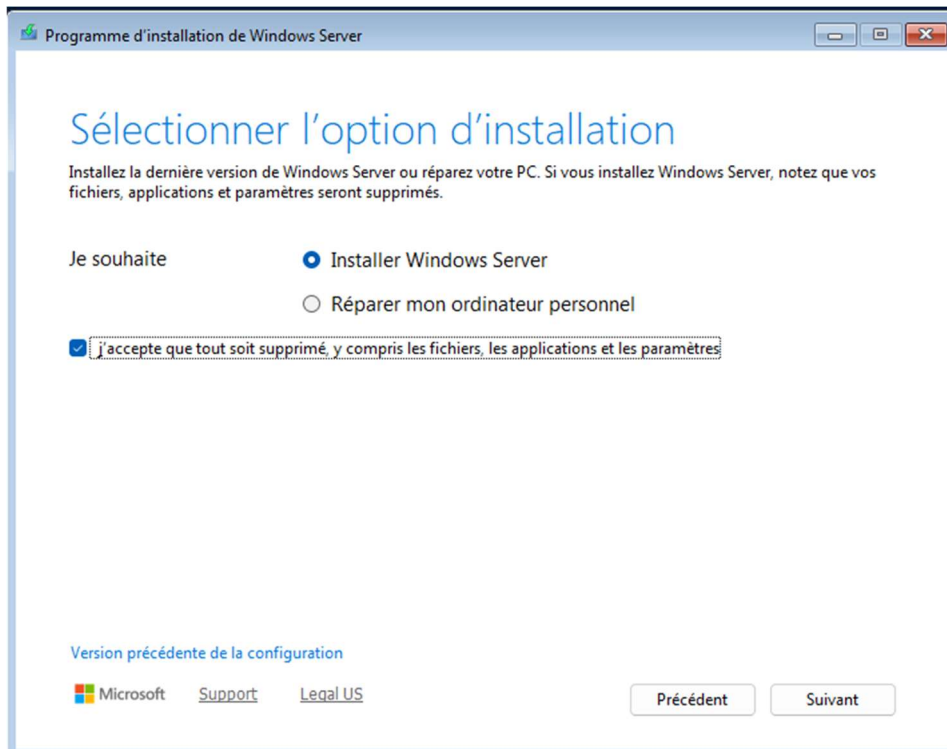 Programme d'installation de Windows Server
Sélectionner l'option d'installation
Installez la dernière version de Windows Server ou réparez votre PC. Si vous installez Windows Server, notez que vos
fichiers, applications et paramètres seront supprimés.
Je souhaite
Installer Windows Server
Réparer mon ordinateur personnel
j'accepte que tout soit supprimé, y compris les fichiers, les applications et les paramètres
Version précédente de la configuration
Microsoft Support Legal US Précédent Suivant